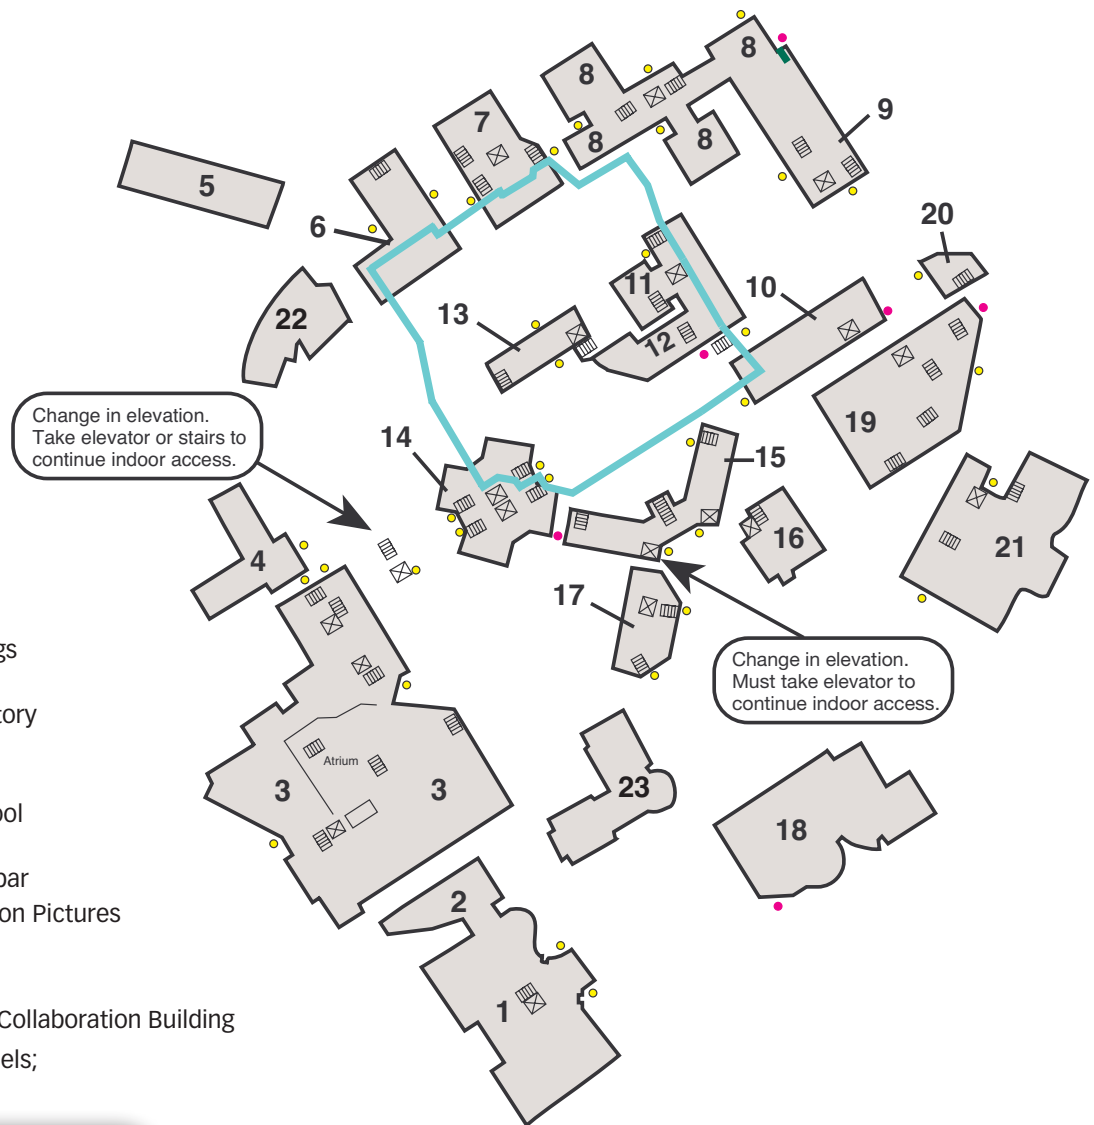 8
8
7
9
8
8
5
20
6
11
10
22
13
12
Change in elevation.
Take elevator or stairs to
continue indoor access.
19
14
15
4
16
21
17
gs
Change in elevation.
Must take elevator to
continue indoor access.
tory
Atrium
3
3
23
ool
18
bar
2
on Pictures
1
Collaboration Building
els;